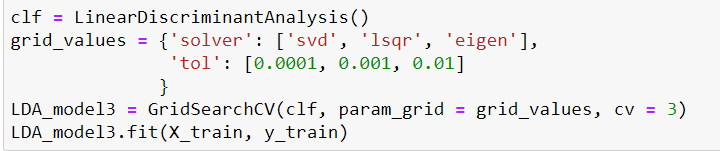 clf = LinearDiscriminantAnalysis()
grid_values = {'solver': ['svd', 'lsqr', 'eigen'],
               'tol': [0.0001, 0.001, 0.01]
              }
LDA_model3 = GridSearchCV(clf, param_grid = grid_values, cv = 3)
LDA_model3.fit(X_train, y_train)